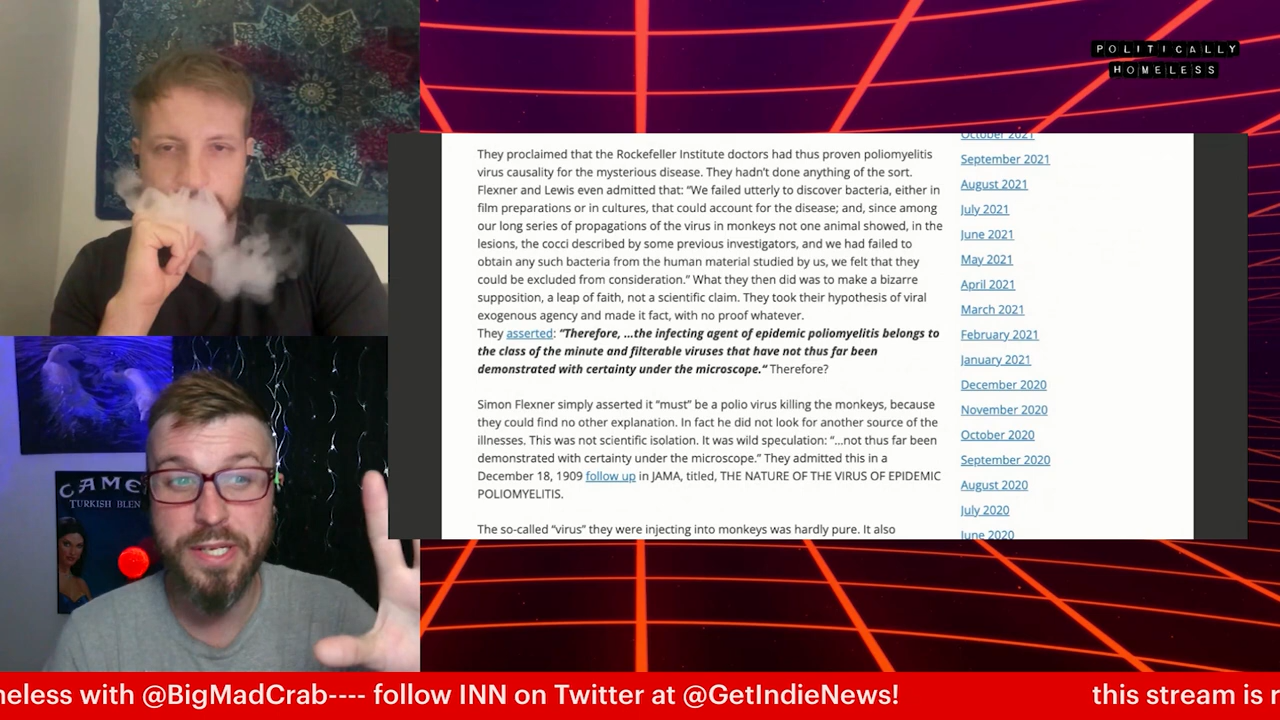 POLITICALLY
HOMELESS
They proclaimed that the Rockefeller Institute doctors had thus proven poliomyelitis
virus causality for the mysterious disease. They hadn’t done anything of the sort.
Flexner and Lewis even admitted that: “We failed utterly to discover bacteria, either in
film preparations or in cultures, that could account for the disease; and, since among
our long series of propagations of the virus in monkeys not one animal showed, in the
lesions, the cocci described by some previous investigators, and we had failed to
obtain any such bacteria from the human material studied by us, we felt that they
could be excluded from consideration.” What they then did was to make a bizarre
supposition, a leap of faith, not a scientific claim. They took their hypothesis of viral
exogenous agency and made it fact, with no proof whatever.
They asserted: “Therefore, …the infecting agent of epidemic poliomyelitis belongs to
the class of the minute and filterable viruses that have not thus far been
demonstrated with certainty under the microscope.” Therefore?
Simon Flexner simply asserted it “must” be a polio virus killing the monkeys, because
they could find no other explanation. In fact he did not look for another source of the
illnesses. This was not scientific isolation. It was wild speculation: “…not thus far been
demonstrated with certainty under the microscope.” They admitted this in a
December 18, 1909 follow up in JAMA, titled, THE NATURE OF THE VIRUS OF EPIDEMIC
POLIOMYELITIS.
The so-called “virus” they were injecting into monkeys was hardly pure. It also
October 2021
September 2021
August 2021
July 2021
June 2021
May 2021
April 2021
March 2021
February 2021
January 2021
December 2020
November 2020
October 2020
September 2020
August 2020
July 2020
June 2020
CAME
TURKISH BLEN
meless with @BigMadCrab---- follow INN on Twitter at @GetIndieNews!
this stream is r